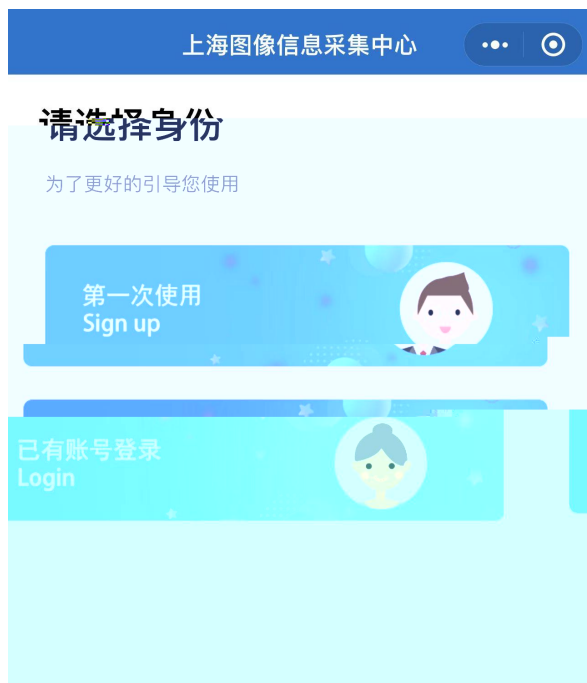 上海图像信息采集中心
请选择身份
为了更好的引导您使用
第一次使用
Sign up
已有账号登录
Login